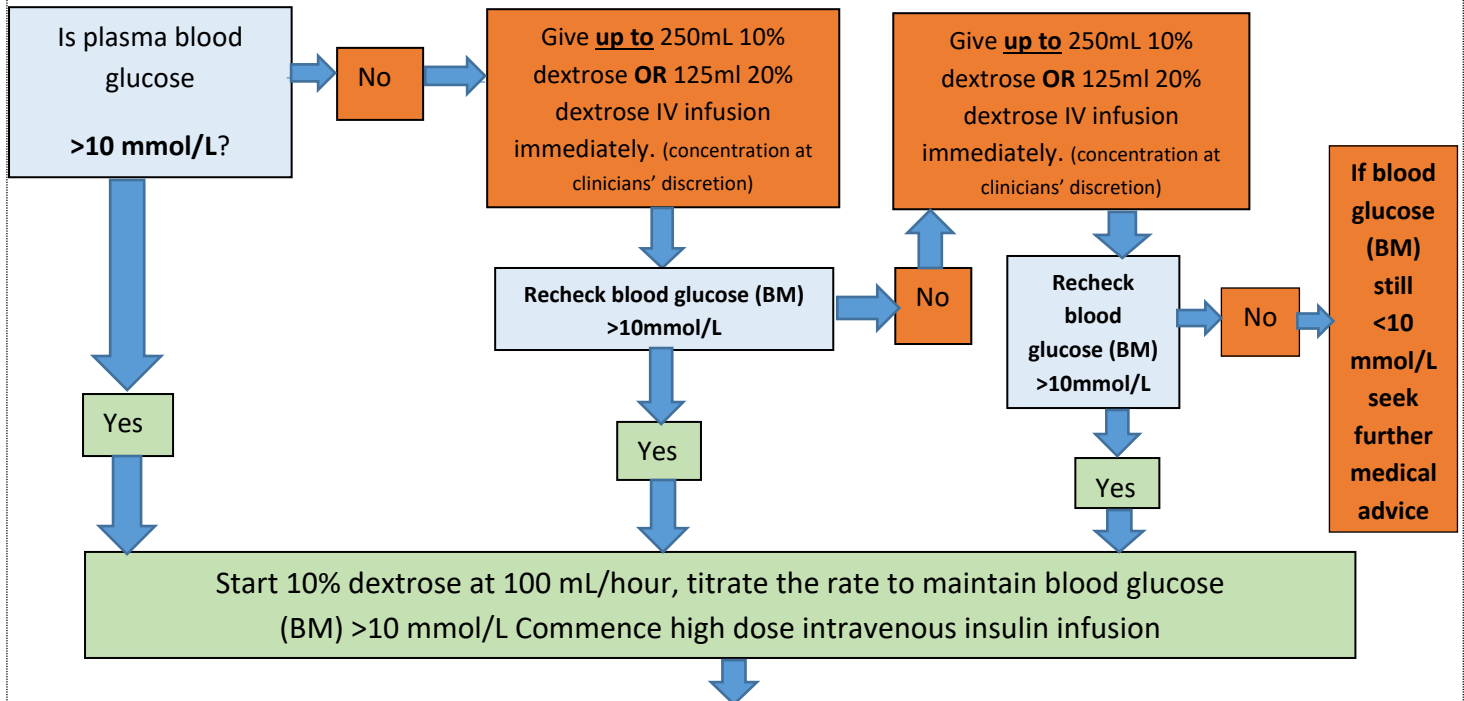 Is plasma blood
glucose
>10 mmol/L?
No
Give up to 250mL 10%
dextrose OR 125ml 20%
dextrose IV infusion
immediately. (concentration at
clinicians’ discretion)
Give up to 250mL 10%
dextrose OR 125ml 20%
dextrose IV infusion
immediately. (concentration at
clinicians’ discretion)
If blood
glucose
(BM)
still
<10
mmol/L
seek
further
medical
advice
Recheck blood glucose (BM)
>10mmol/L
No
Recheck
blood
glucose (BM)
>10mmol/L
No
Yes
Yes
Yes
Start 10% dextrose at 100 mL/hour, titrate the rate to maintain blood glucose
(BM) >10 mmol/L Commence high dose intravenous insulin infusion